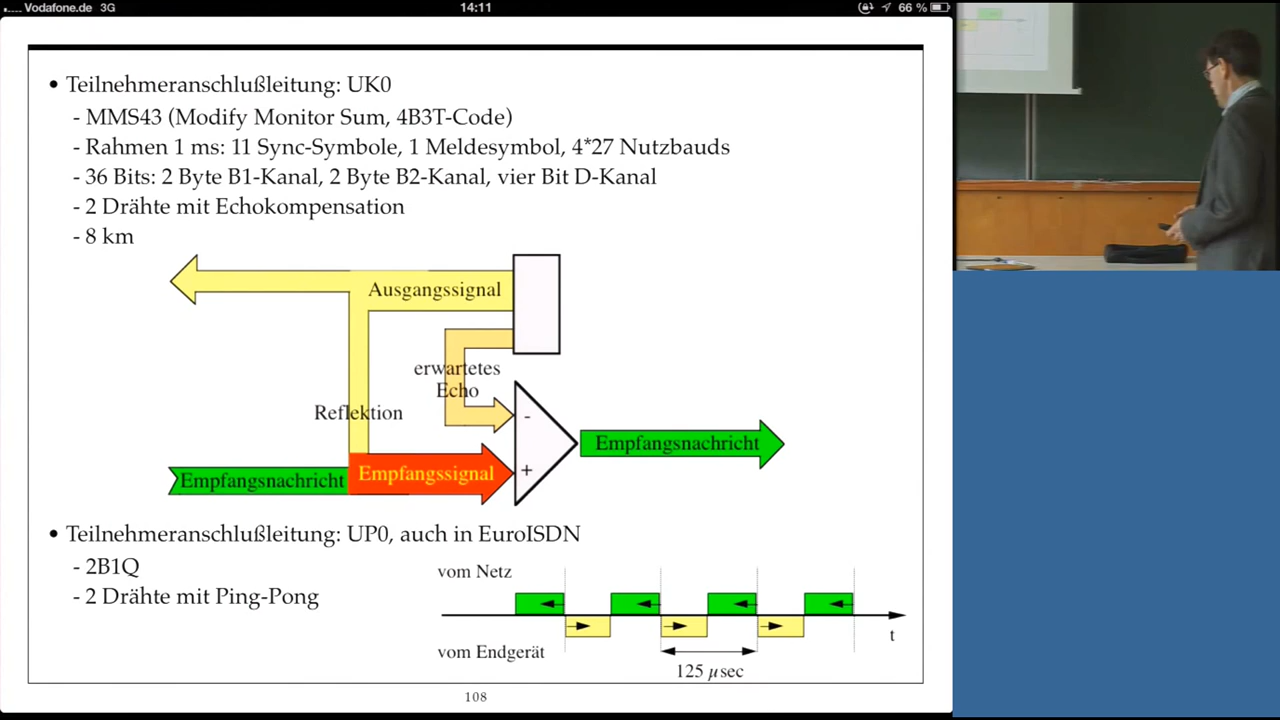 Vodafone.de 3G 14:11 66 %
• Teilnehmeranschlußleitung: UK0
- MMS43 (Modify Monitor Sum, 4B3T-Code)
- Rahmen 1 ms: 11 Sync-Symbole, 1 Meldesymbol, 4*27 Nutzbauds
- 36 Bits: 2 Byte B1-Kanal, 2 Byte B2-Kanal, vier Bit D-Kanal
- 2 Drähte mit Echokompensation
- 8 km
Ausgangssignal
erwartetes
Echo
Reflektion
-
Empfangsnachricht
+
Empfangssignal
Empfangsnachricht
• Teilnehmeranschlußleitung: UP0, auch in EuroISDN
- 2B1Q
- 2 Drähte mit Ping-Pong
vom Netz
t
vom Endgerät
125 µsec
108